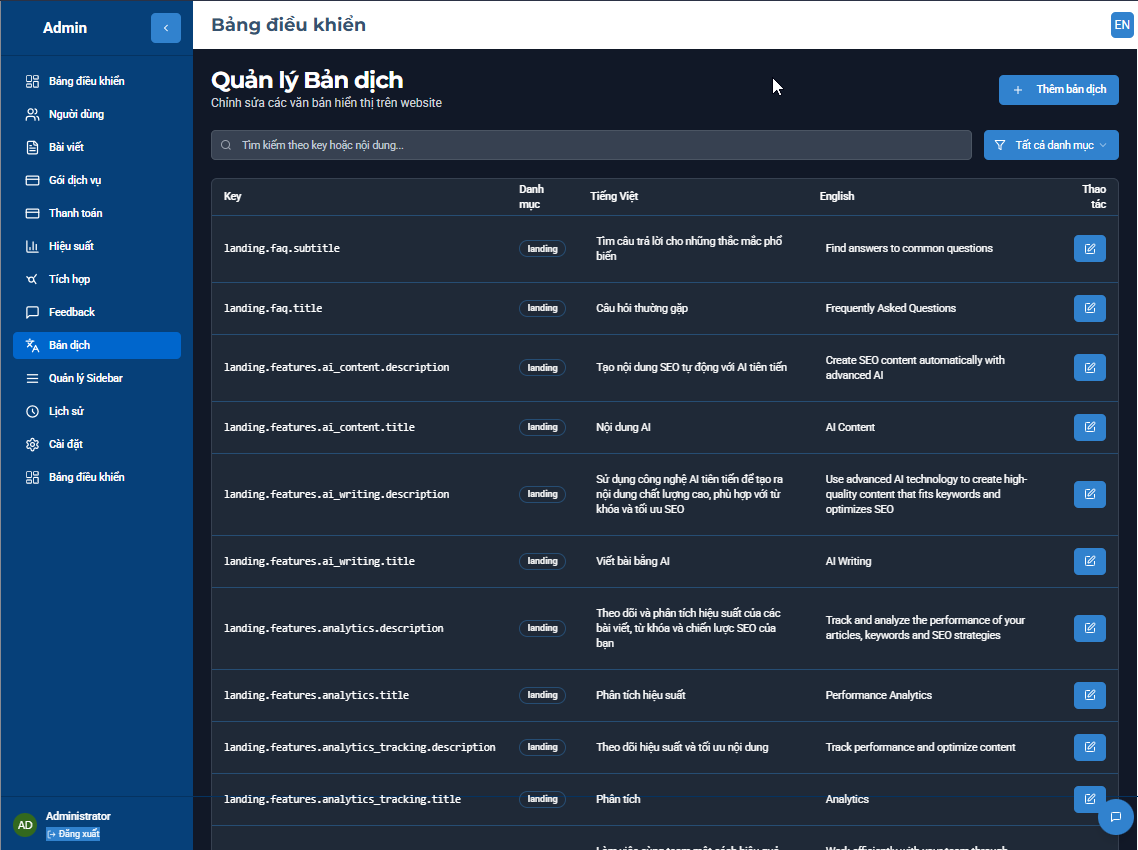 Admin
Bảng điều khiển
EN
Bảng điều khiển
Người dùng
Bài viết
Gói dịch vụ
Thanh toán
Hiệu suất
Tích hợp
Feedback
Bản dịch
Quản lý Sidebar
Lịch sử
Cài đặt
Bảng điều khiển
Administrator
AD
Đăng xuất
Quản lý Bản dịch
Chỉnh sửa các văn bản hiển thị trên website
+ Thêm bản dịch
Tìm kiếm theo key hoặc nội dung...
Tất cả danh mục
Key
Danh
mục
Tiếng Việt
English
Thao
tác
landing.faq.subtitle
landing
Tìm câu trả lời cho những thắc mắc phổ
biến
Find answers to common questions
landing.faq.title
landing
Câu hỏi thường gặp
Frequently Asked Questions
landing.features.ai_content.description
landing
Tạo nội dung SEO tự động với AI tiên tiến
Create SEO content automatically with
advanced AI
landing.features.ai_content.title
landing
Nội dung AI
AI Content
landing.features.ai_writing.description
landing
Sử dụng công nghệ AI tiên tiến để tạo ra
nội dung chất lượng cao, phù hợp với từ
khóa và tối ưu SEO
Use advanced AI technology to create high-
quality content that fits keywords and
optimizes SEO
landing.features.ai_writing.title
landing
Viết bài bằng AI
AI Writing
landing.features.analytics.description
landing
Theo dõi và phân tích hiệu suất của các
bài viết, từ khóa và chiến lược SEO của
bạn
Track and analyze the performance of your
articles, keywords and SEO strategies
landing.features.analytics.title
landing
Phân tích hiệu suất
Performance Analytics
landing.features.analytics_tracking.description
landing
Theo dõi hiệu suất và tối ưu nội dung
Track performance and optimize content
landing.features.analytics_tracking.title
landing
Phân tích
Analytics